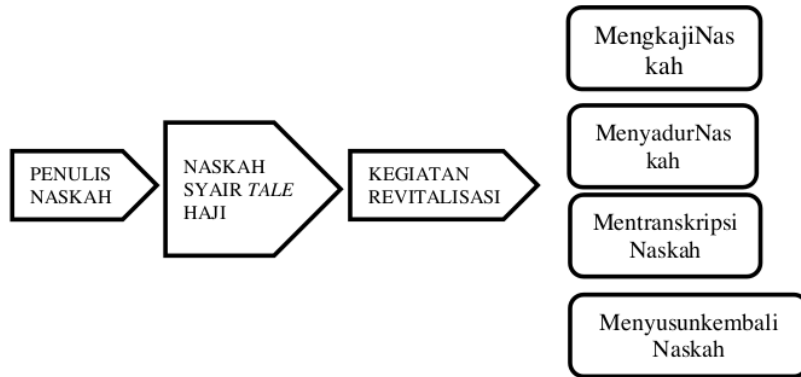 PENULIS
NASKAH
NASKAH
SYAIR TALE
HAJI
KEGIATAN
REVITALISASI
MengkajiNas
kah
MenyadurNas
kah
Mentranskripsi
Naskah
Menyusunkembali
Naskah